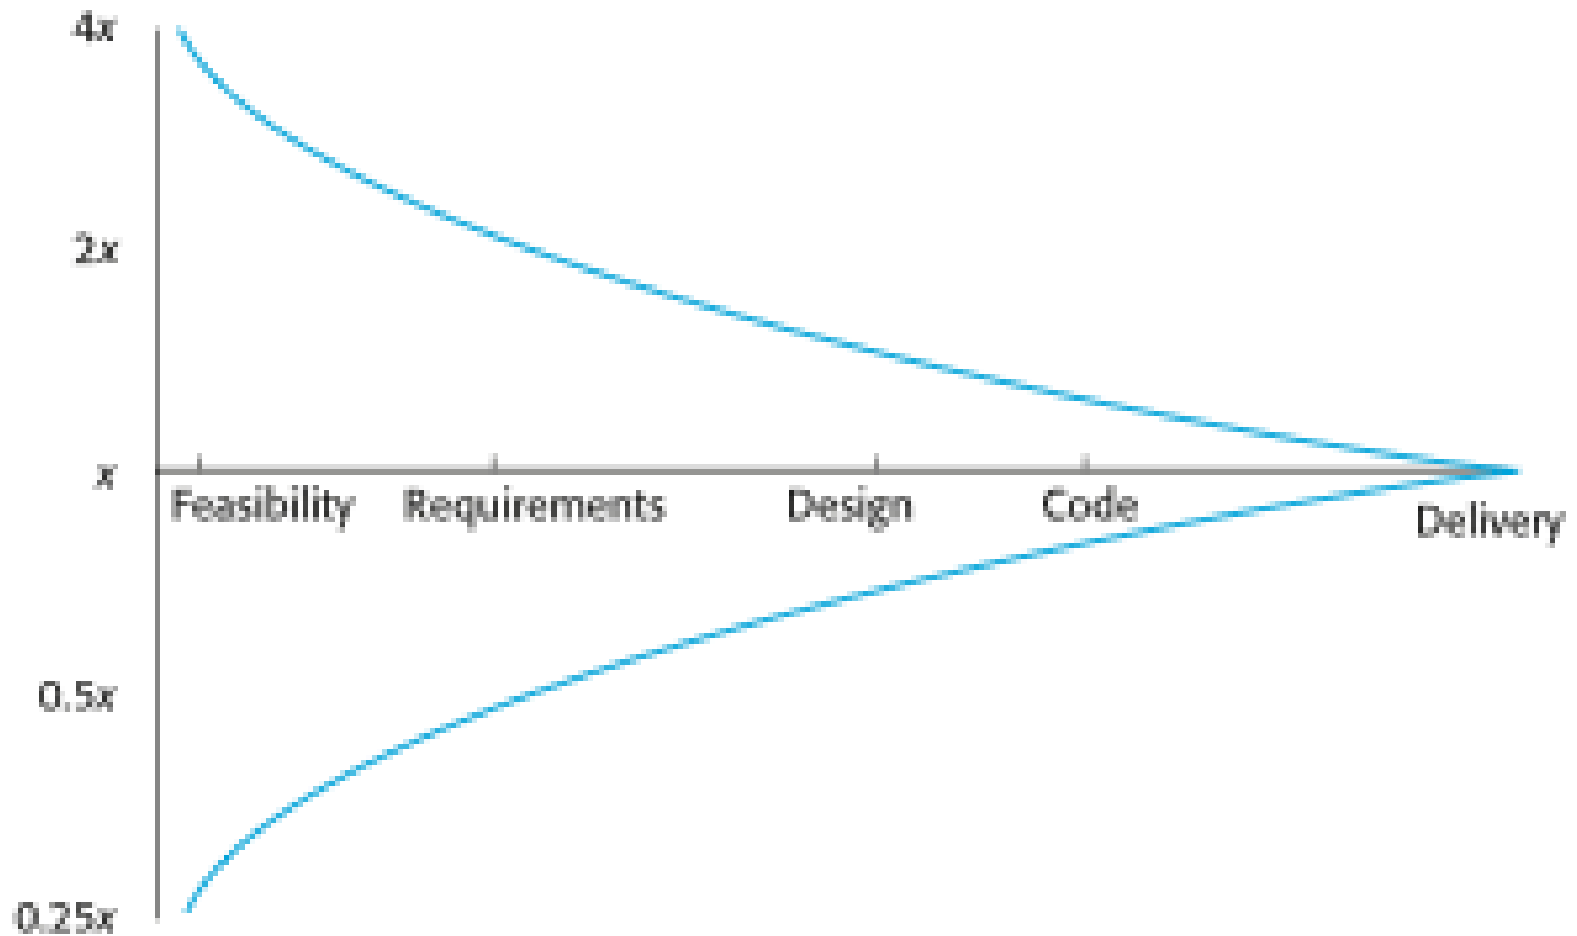 4x
2x
x
Feasibility Requirements Design Code Delivery
0.5x
0.25x